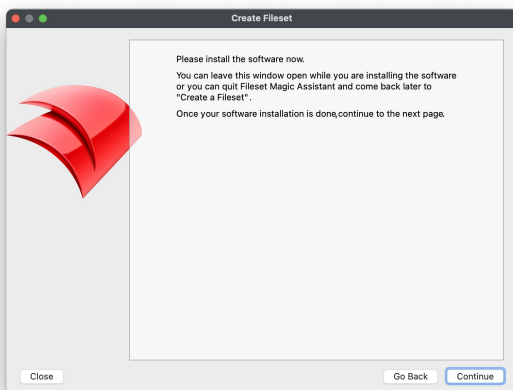 Create Fileset
Please install the software now.
You can leave this window open while you are installing the software
or you can quit Fileset Magic Assistant and come back later to
"Create a Fileset".
Once your software installation is done,continue to the next page.
Close
Go Back
Continue